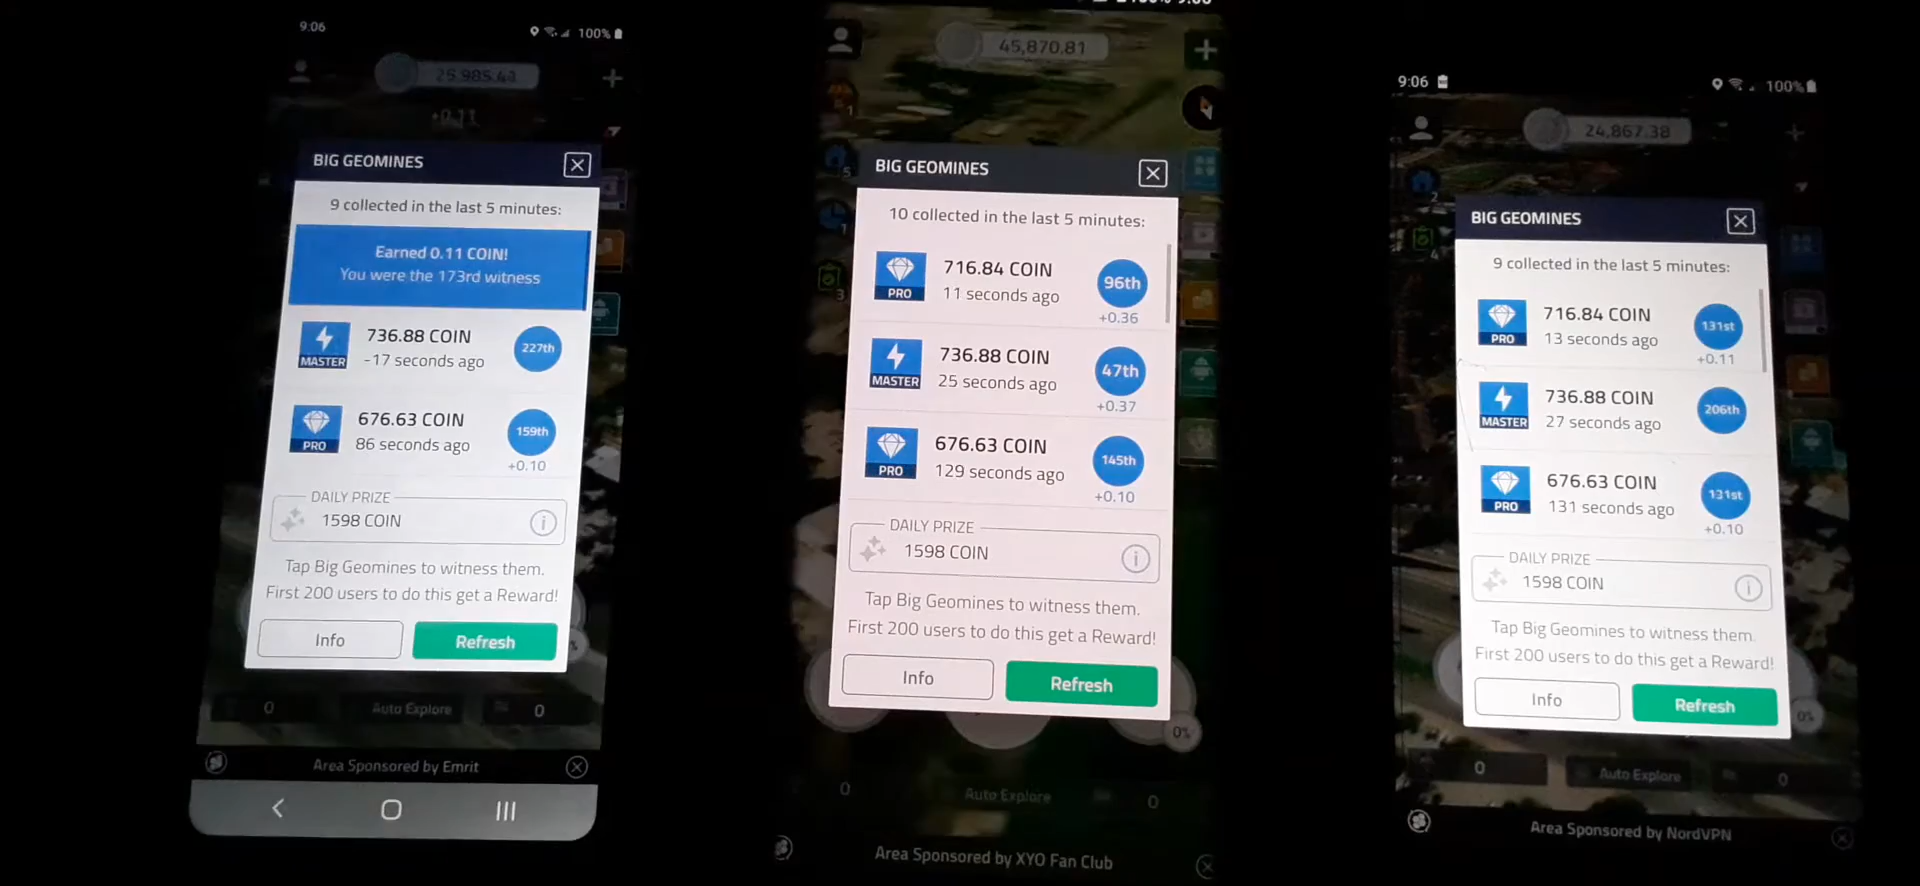 9:06
100%
25,985.43
+0.11
BIG GEOMINES
9 collected in the last 5 minutes:
Earned 0.11 COIN!
You were the 173rd witness
736.88 COIN
227th
MASTER
-17 seconds ago
676.63 COIN
159th
PRO
86 seconds ago
+0.10
DAILY PRIZE
1598 COIN
Tap Big Geomines to witness them.
First 200 users to do this get a Reward!
Info
Refresh
0
Auto Explore
0
Area Sponsored by Emrit
100% 9:06
45,870.81
1
5
1
3
BIG GEOMINES
10 collected in the last 5 minutes:
716.84 COIN
96th
PRO
11 seconds ago
+0.36
736.88 COIN
47th
MASTER
25 seconds ago
+0.37
676.63 COIN
145th
PRO
129 seconds ago
+0.10
DAILY PRIZE
1598 COIN
Tap Big Geomines to witness them.
First 200 users to do this get a Reward!
Info
Refresh
0%
0
Auto Explore
0
Area Sponsored by XYO Fan Club
9:06
100%
24,867.38
2
4
BIG GEOMINES
9 collected in the last 5 minutes:
716.84 COIN
131st
PRO
13 seconds ago
+0.11
736.88 COIN
206th
MASTER
27 seconds ago
676.63 COIN
131st
PRO
131 seconds ago
+0.10
DAILY PRIZE
1598 COIN
Tap Big Geomines to witness them.
First 200 users to do this get a Reward!
Info
Refresh
0%
0
Auto Explore
0
Area Sponsored by NordVPN